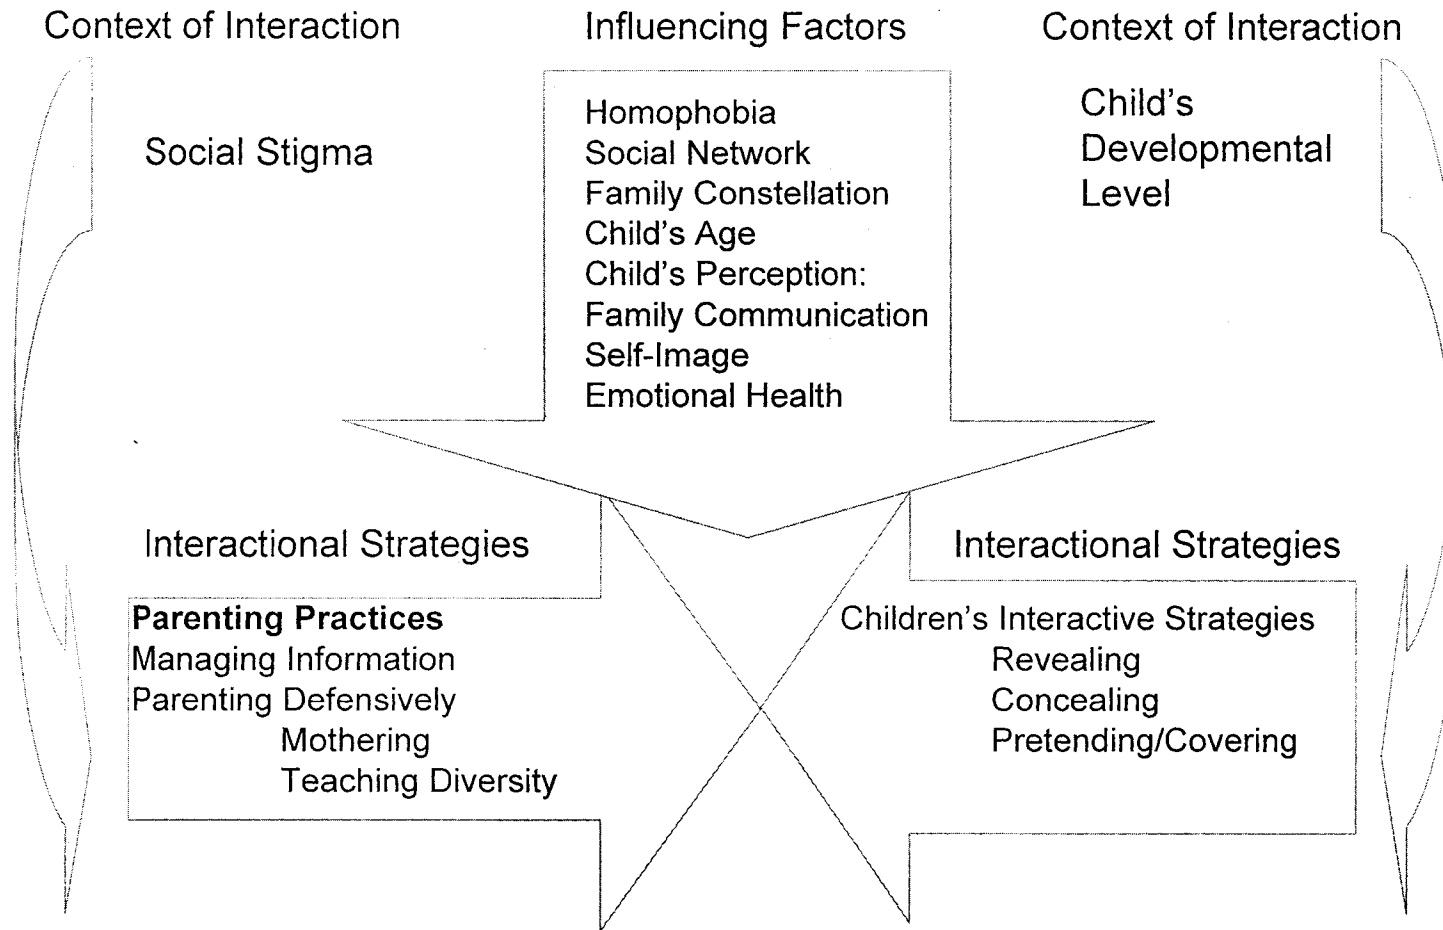 Context of Interaction
Influencing Factors
Context of Interaction
Social Stigma
Homophobia
Social Network
Family Constellation
Child's Age
Child's Perception:
Family Communication
Self-Image
Emotional Health
Child's
Developmental
Level
Interactional Strategies
Parenting Practices
Managing Information
Parenting Defensively
Mothering
Teaching Diversity
Interactional Strategies
Children's Interactive Strategies
Revealing
Concealing
Pretending/Covering